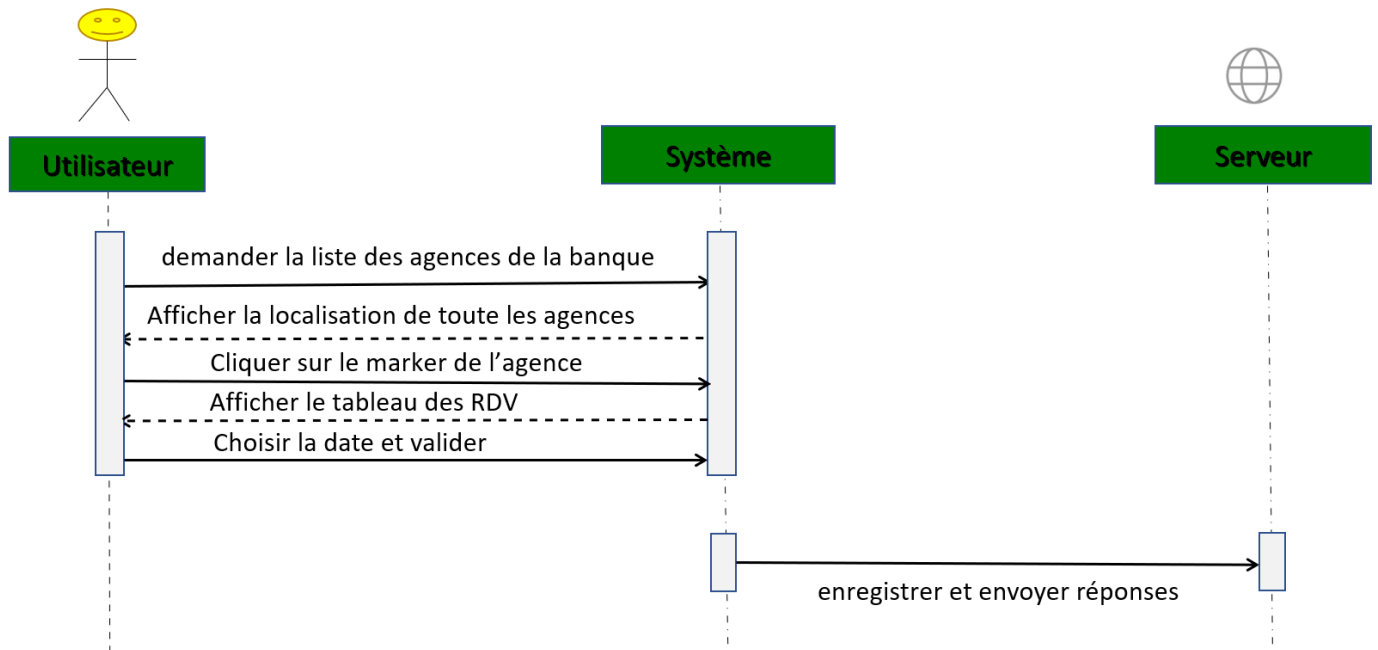 Utilisateur
Système
Serveur
demander la liste des agences de la banque
Afficher la localisation de toute les agences
Cliquer sur le marker de l’agence
Afficher le tableau des RDV
Choisir la date et valider
enregistrer et envoyer réponses